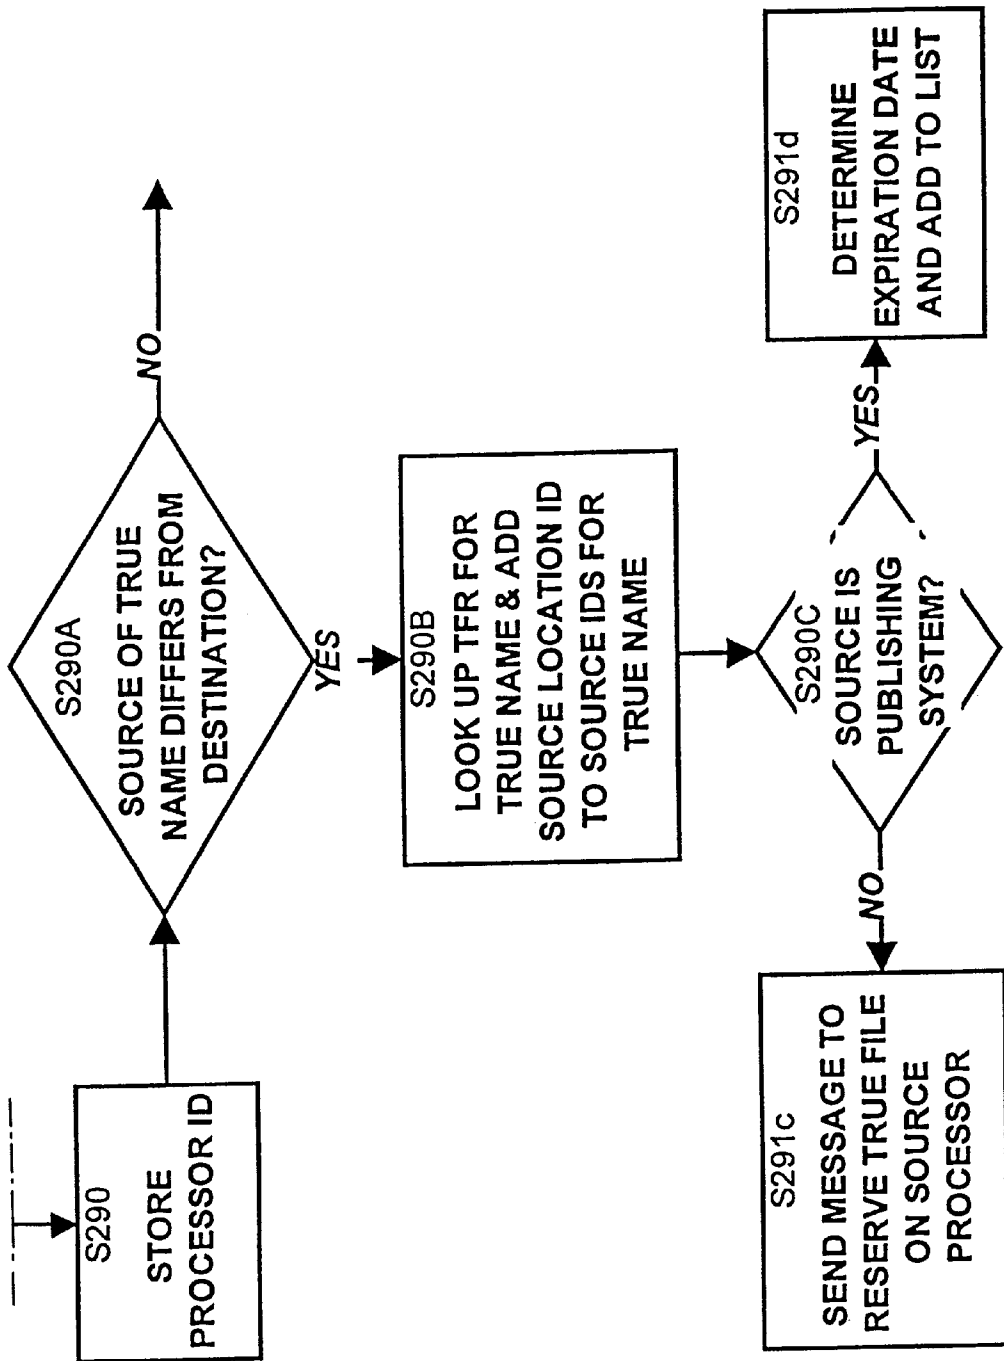 S290
STORE
PROCESSOR ID
S290A
SOURCE OF TRUE
NAME DIFFERS FROM
DESTINATION?
NO
YES
S290B
LOOK UP TFR FOR
TRUE NAME & ADD
SOURCE LOCATION ID
TO SOURCE IDS FOR
TRUE NAME
S290C
SOURCE IS
PUBLISHING
SYSTEM?
NO
YES
S291c
SEND MESSAGE TO
RESERVE TRUE FILE
ON SOURCE
PROCESSOR
S291d
DETERMINE
EXPIRATION DATE
AND ADD TO LIST